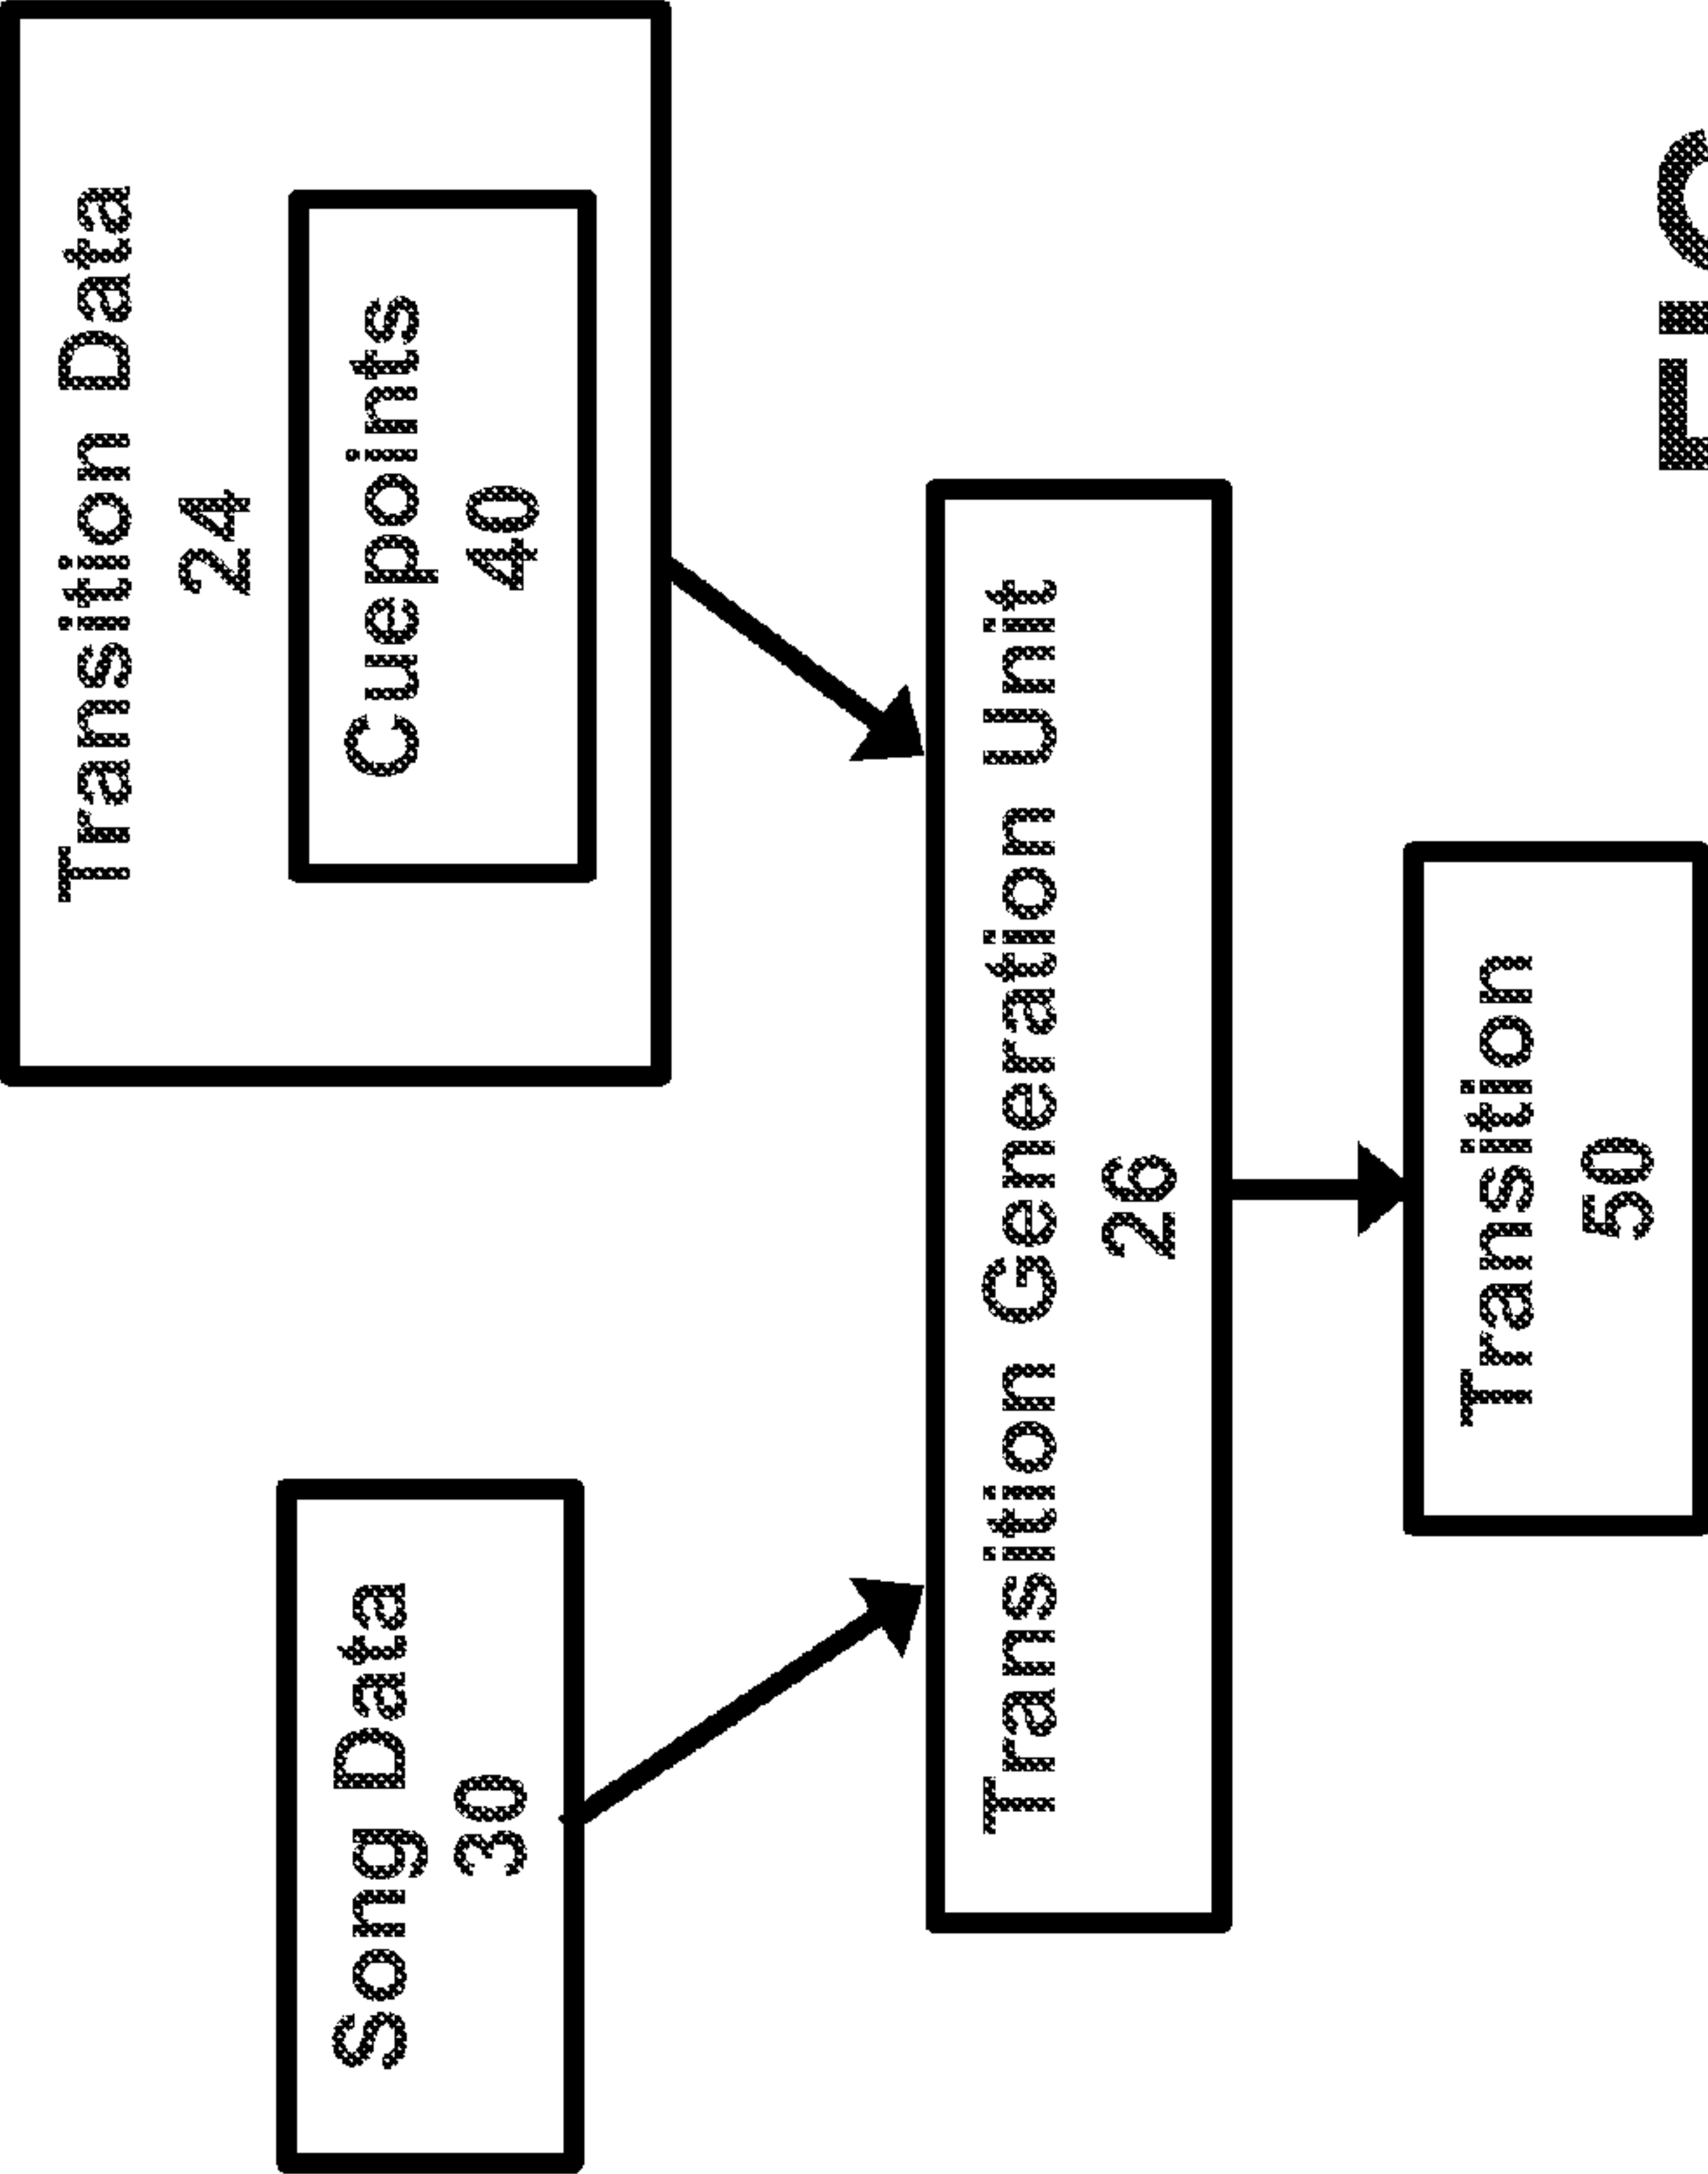 Song Data
30
Transition Data
24
Cuepoints
40
Transition Generation Unit
26
Transition
50